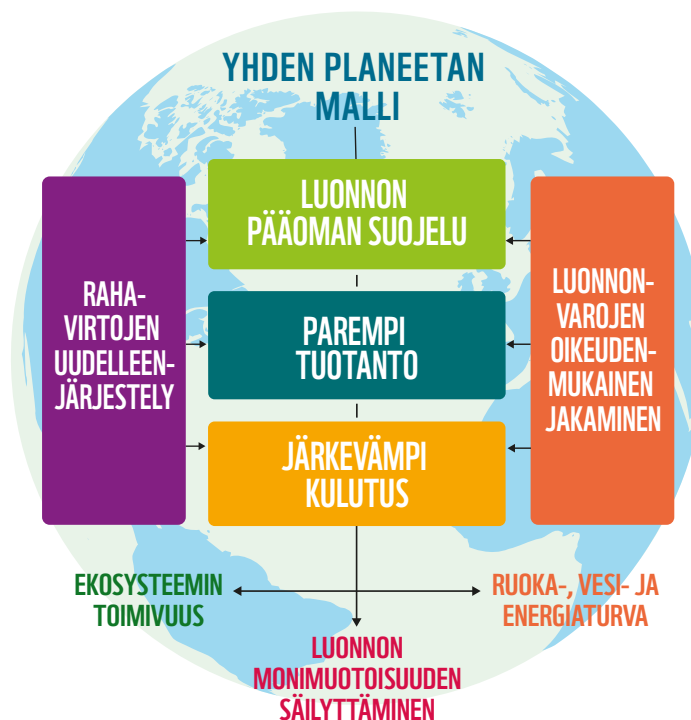 YHDEN PLANEETAN
MALLI
LUONNON
PÄÄOMAN SUOJELU
RAHA-
VIRTOJEN
UUDELLEEN-
JÄRJESTELY
PAREMPI
TUOTANTO
LUONNON-
VAROJEN
OIKEUDEN-
MUKAINEN
JAKAMINEN
JÄRKEVÄMPI
KULUTUS
EKOSYSTEEMIN
TOIMIVUUS
RUOKA-, VESI- JA
ENERGIATURVA
LUONNON
MONIMUOTOISUUDEN
SÄILYTTÄMINEN